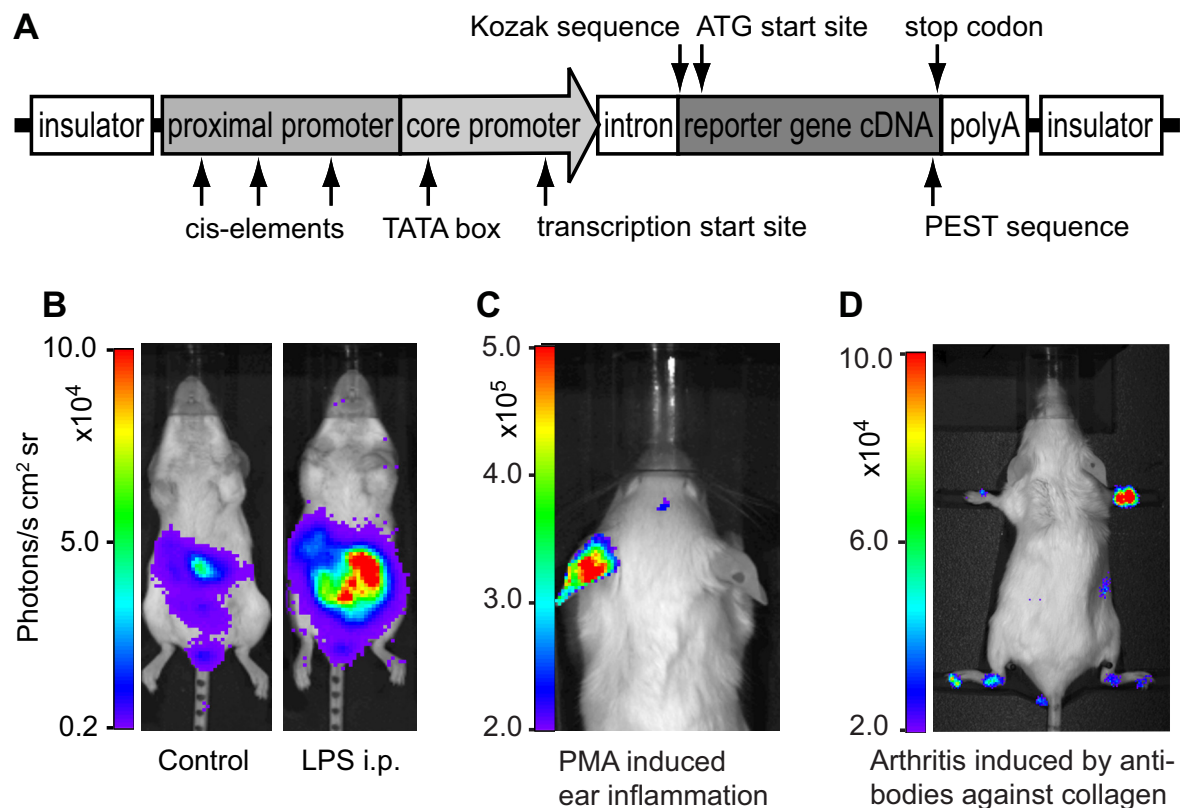 A
Kozak sequence
ATG start site
stop codon
insulator
proximal promoter
core promoter
intron
reporter gene cDNA
polyA
insulator
cis-elements
TATA box
transcription start site
PEST sequence
B
10.0
x10⁴
5.0
0.2
Photons/s cm² sr
Control
LPS i.p.
C
5.0
x10⁵
4.0
3.0
2.0
PMA induced
ear inflammation
D
10.0
x10⁴
6.0
2.0
Arthritis induced by anti-
bodies against collagen